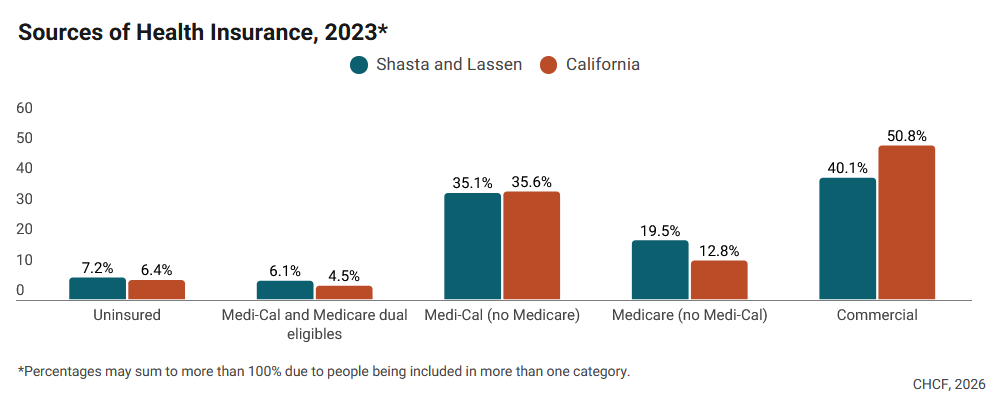 Sources of Health Insurance, 2023*
Shasta and Lassen California
60
50
40
30
20
10
0
7.2% 6.4%
6.1% 4.5%
35.1% 35.6%
19.5% 12.8%
40.1% 50.8%
Uninsured
Medi-Cal and Medicare dual
eligibles
Medi-Cal (no Medicare)
Medicare (no Medi-Cal)
Commercial
*Percentages may sum to more than 100% due to people being included in more than one category.
CHCF, 2026